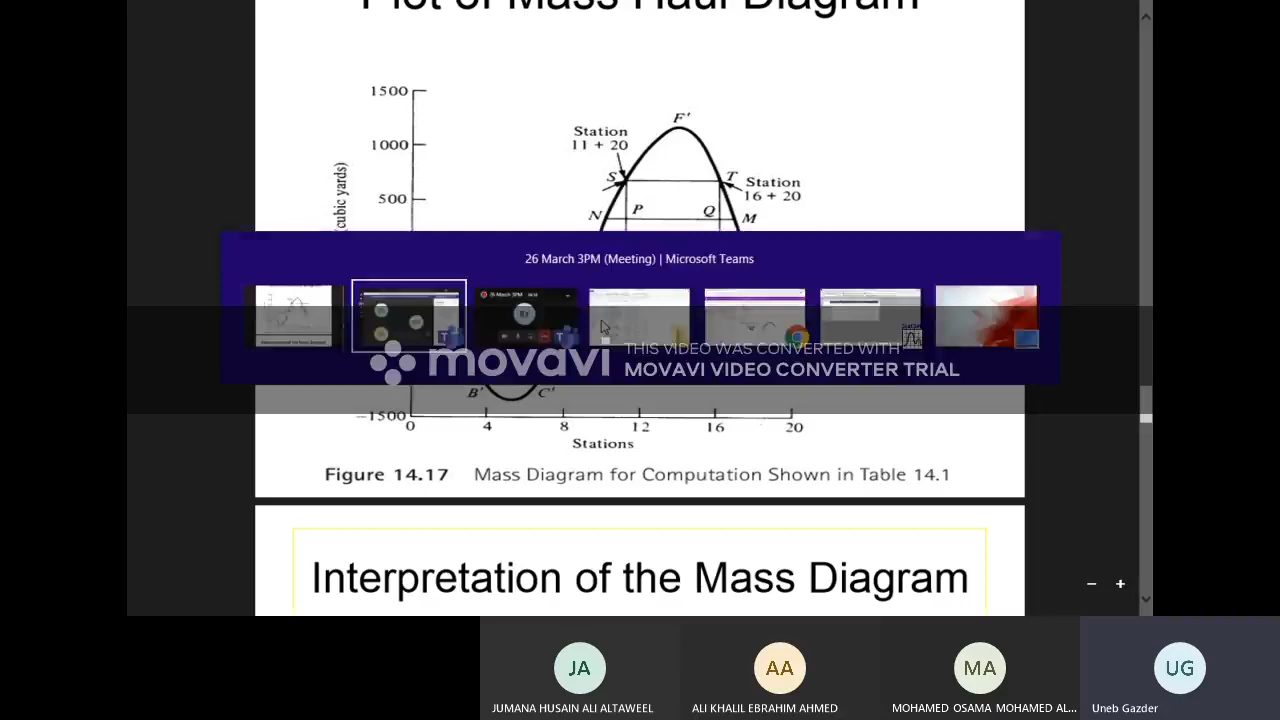 Plot of Mass Haul Diagram
1500
1000
500
(cubic yards)
F'
Station
11 + 20
S
T
Station
16 + 20
N
P
Q
M
26 March 3PM (Meeting) | Microsoft Teams
26 March 3PM
movavi
THIS VIDEO WAS CONVERTED WITH
MOVAVI VIDEO CONVERTER TRIAL
B'
C'
−1500
0 4 8 12 16 20
Stations
Figure 14.17 Mass Diagram for Computation Shown in Table 14.1
Interpretation of the Mass Diagram
− +
JA AA MA UG
JUMANA HUSAIN ALI ALTAWEEL ALI KHALIL EBRAHIM AHMED MOHAMED OSAMA MOHAMED AL... Uneb Gazder